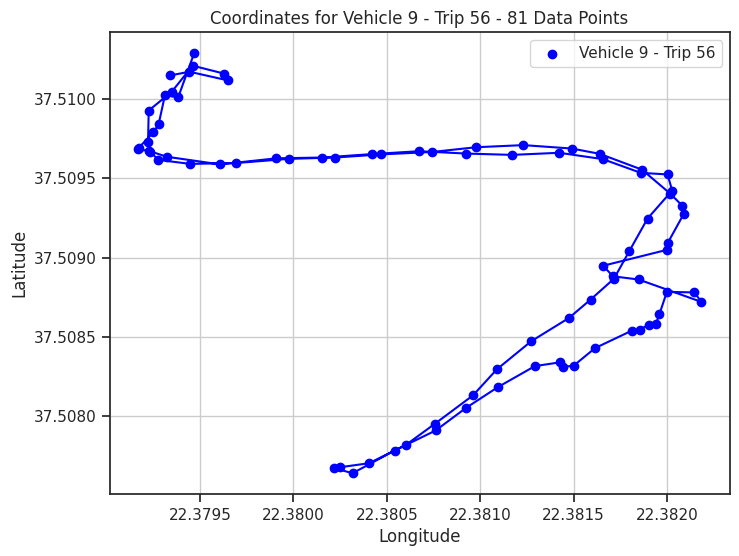 Coordinates for Vehicle 9 - Trip 56 - 81 Data Points
Vehicle 9 - Trip 56
37.5100
37.5095
37.5090
37.5085
37.5080
Latitude
22.3795
22.3800
22.3805
22.3810
22.3815
22.3820
Longitude